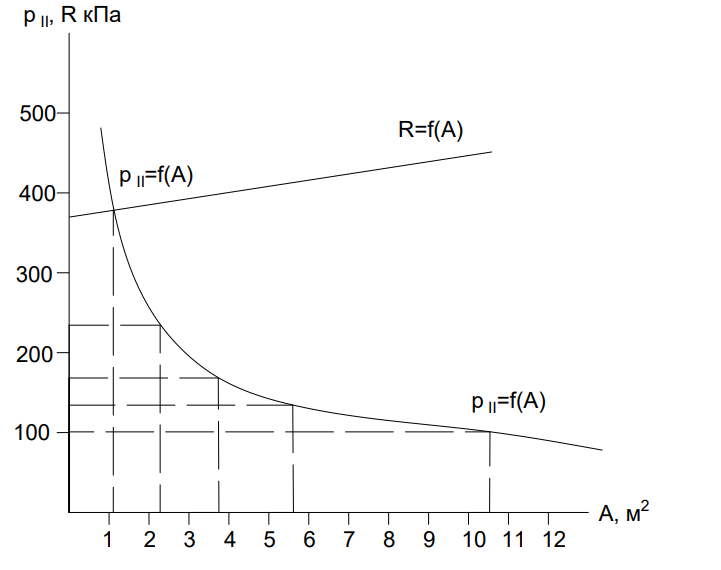 p II, R кПа
500
R=f(A)
p II=f(A)
400
300
200
p II=f(A)
100
A, м²
1 2 3 4 5 6 7 8 9 10 11 12